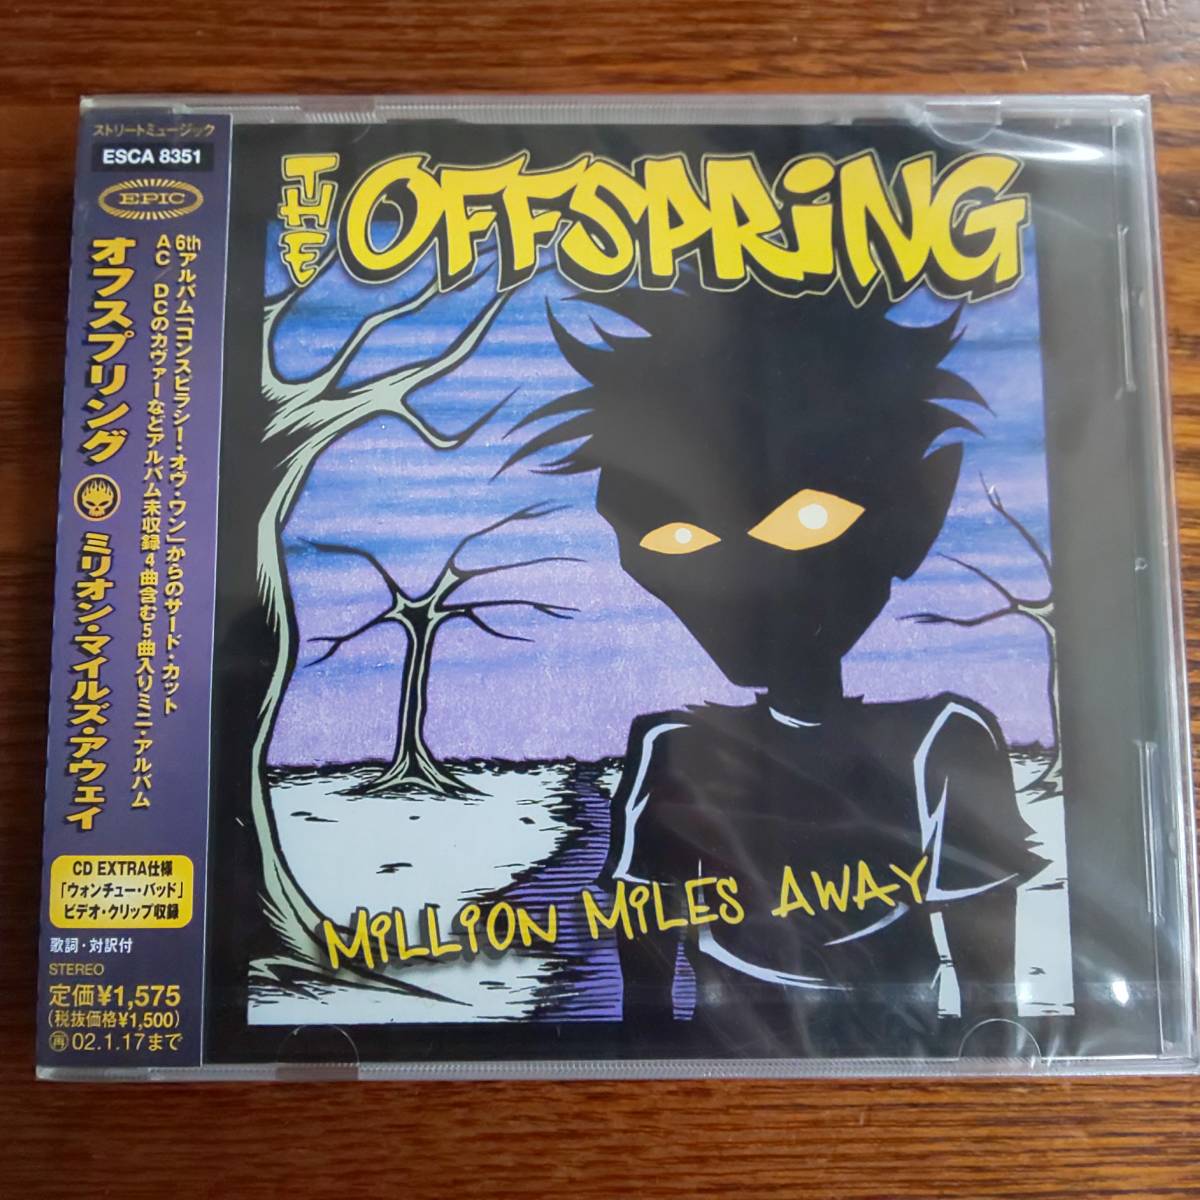 ストリートミュージック
ESCA 8351
EPIC
6thアルバム「コンスピラシー・オヴ・ワン」からのサード・カット
AC/DCのカヴァーなどアルバム未収録4曲含む5曲入りミニ・アルバム
オフスプリング ミリオン・マイルズ・アウェイ
CD EXTRA仕様
「ウォンチュー・バッド」
ビデオ・クリップ収録
歌詞・対訳付
STEREO
定価¥1,575
(税抜価格¥1,500)
再 02.1.17まで
THE OFFSPRiNG
MiLLiON MiLES AWAY